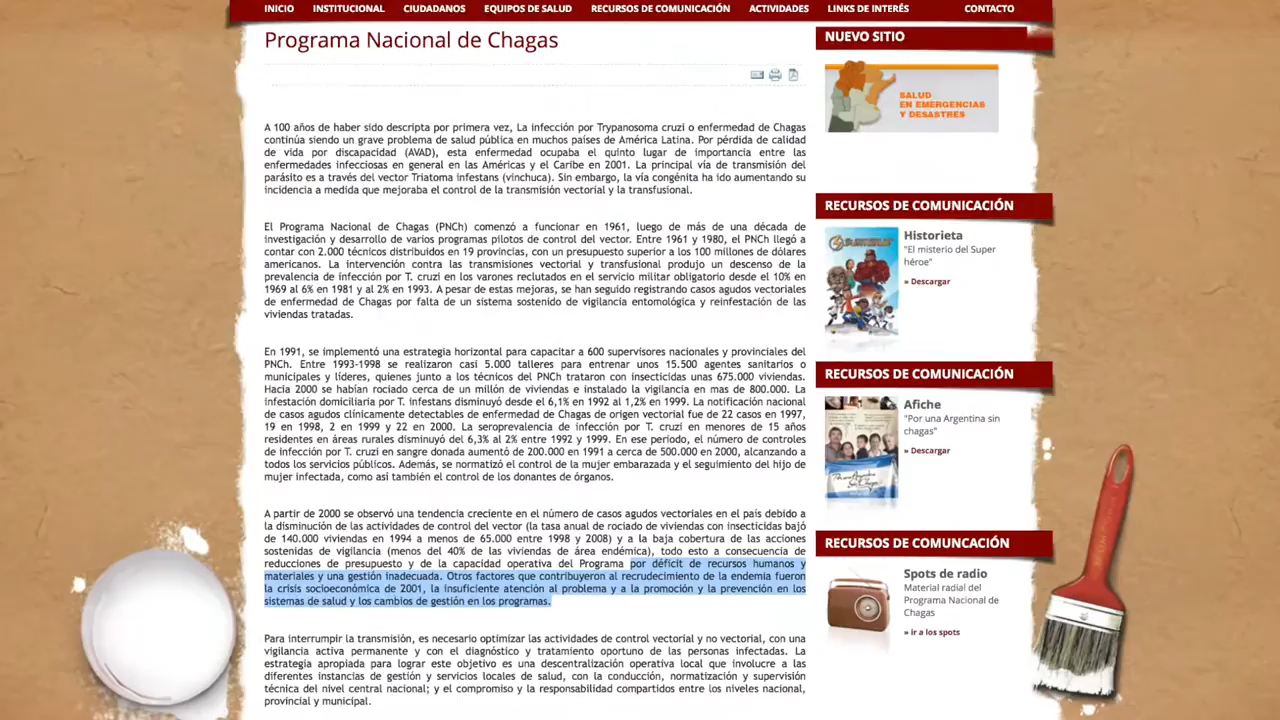 INICIO INSTITUCIONAL CIUDADANOS EQUIPOS DE SALUD RECURSOS DE COMUNICACIÓN ACTIVIDADES LINKS DE INTERÉS CONTACTO
Programa Nacional de Chagas
A 100 años de haber sido descripta por primera vez, La infección por Trypanosoma cruzi o enfermedad de Chagas
continúa siendo un grave problema de salud pública en muchos países de América Latina. Por pérdida de calidad
de vida por discapacidad (AVAD), esta enfermedad ocupaba el quinto lugar de importancia entre las
enfermedades infecciosas en general en las Américas y el Caribe en 2001. La principal vía de transmisión del
parásito es a través del vector Triatoma infestans (vinchuca). Sin embargo, la vía congénita ha ido aumentando su
incidencia a medida que mejoraba el control de la transmisión vectorial y la transfusional.
El Programa Nacional de Chagas (PNCh) comenzó a funcionar en 1961, luego de más de una década de
investigación y desarrollo de varios programas pilotos de control del vector. Entre 1961 y 1980, el PNCh llegó a
contar con 2.000 técnicos distribuidos en 19 provincias, con un presupuesto superior a los 100 millones de dólares
americanos. La intervención contra las transmisiones vectorial y transfusional produjo un descenso de la
prevalencia de infección por T. cruzi en los varones reclutados en el servicio militar obligatorio desde el 10% en
1969 al 6% en 1981 y al 2% en 1993. A pesar de estas mejoras, se han seguido registrando casos agudos vectoriales
de enfermedad de Chagas por falta de un sistema sostenido de vigilancia entomológica y reinfestación de las
viviendas tratadas.
En 1991, se implementó una estrategia horizontal para capacitar a 600 supervisores nacionales y provinciales del
PNCh. Entre 1993-1998 se realizaron casi 5.000 talleres para entrenar unos 15.500 agentes sanitarios o
municipales y líderes, quienes junto a los técnicos del PNCh trataron con insecticidas unas 675.000 viviendas.
Hacia 2000 se habían rociado cerca de un millón de viviendas e instalado la vigilancia en mas de 800.000. La
infestación domiciliaria por T. infestans disminuyó desde el 6,1% en 1992 al 1,2% en 1999. La notificación nacional
de casos agudos clínicamente detectables de enfermedad de Chagas de origen vectorial fue de 22 casos en 1997,
19 en 1998, 2 en 1999 y 22 en 2000. La seroprevalencia de infección por T. cruzi en menores de 15 años
residentes en áreas rurales disminuyó del 6,3% al 2% entre 1992 y 1999. En ese periodo, el número de controles
de infección por T. cruzi en sangre donada aumentó de 200.000 en 1991 a cerca de 500.000 en 2000, alcanzando a
todos los servicios públicos. Además, se normatizó el control de la mujer embarazada y el seguimiento del hijo de
mujer infectada, como así también el control de los donantes de órganos.
A partir de 2000 se observó una tendencia creciente en el número de casos agudos vectoriales en el país debido a
la disminución de las actividades de control del vector (la tasa anual de rociado de viviendas con insecticidas bajó
de 140.000 viviendas en 1994 a menos de 65.000 entre 1998 y 2008) y a la baja cobertura de las acciones
sostenidas de vigilancia (menos del 40% de las viviendas de área endémica), todo esto a consecuencia de
reducciones de presupuesto y de la capacidad operativa del Programa por déficit de recursos humanos y
materiales y una gestión inadecuada. Otros factores que contribuyeron al recrudecimiento de la endemia fueron
la crisis socioeconómica de 2001, la insuficiente atención al problema y a la promoción y la prevención en los
sistemas de salud y los cambios de gestión en los programas.
Para interrumpir la transmisión, es necesario optimizar las actividades de control vectorial y no vectorial, con una
vigilancia activa permanente y con el diagnóstico y tratamiento oportuno de las personas infectadas. La
estrategia apropiada para lograr este objetivo es una descentralización operativa local que involucre a las
diferentes instancias de gestión y servicios locales de salud, con la conducción, normatización y supervisión
técnica del nivel central nacional; y el compromiso y la responsabilidad compartidos entre los niveles nacional,
provincial y municipal.
NUEVO SITIO
SALUD
EN EMERGENCIAS
Y DESASTRES
RECURSOS DE COMUNICACIÓN
Historieta
"El misterio del Super
héroe"
» Descargar
RECURSOS DE COMUNICACIÓN
Afiche
"Por una Argentina sin
chagas"
» Descargar
RECURSOS DE COMUNCACIÓN
Spots de radio
Material radial del
Programa Nacional de
Chagas
» ir a los spots